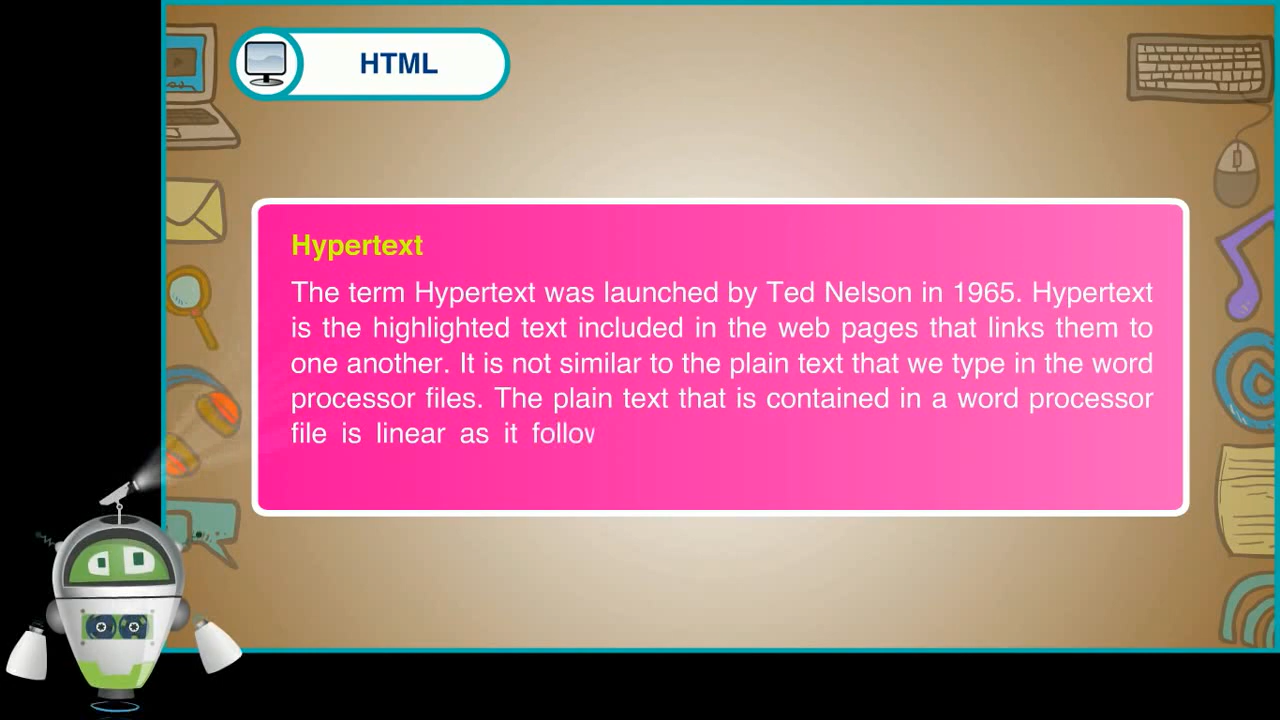 HTML
Hypertext
The term Hypertext was launched by Ted Nelson in 1965. Hypertext
is the highlighted text included in the web pages that links them to
one another. It is not similar to the plain text that we type in the word
processor files. The plain text that is contained in a word processor
file is linear as it